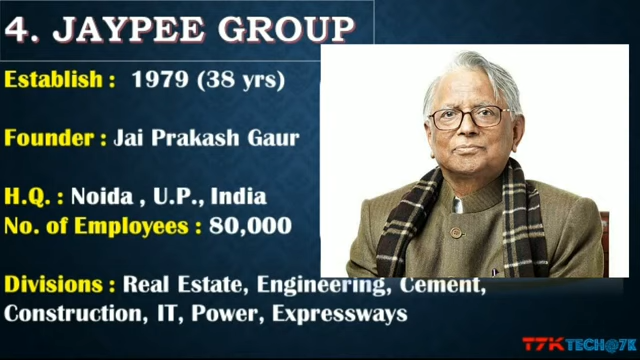 4. JAYPEE GROUP
Establish : 1979 (38 yrs)
Founder : Jai Prakash Gaur
H.Q. : Noida , U.P., India
No. of Employees : 80,000
Divisions : Real Estate, Engineering, Cement,
Construction, IT, Power, Expressways
T7K TECH@7K